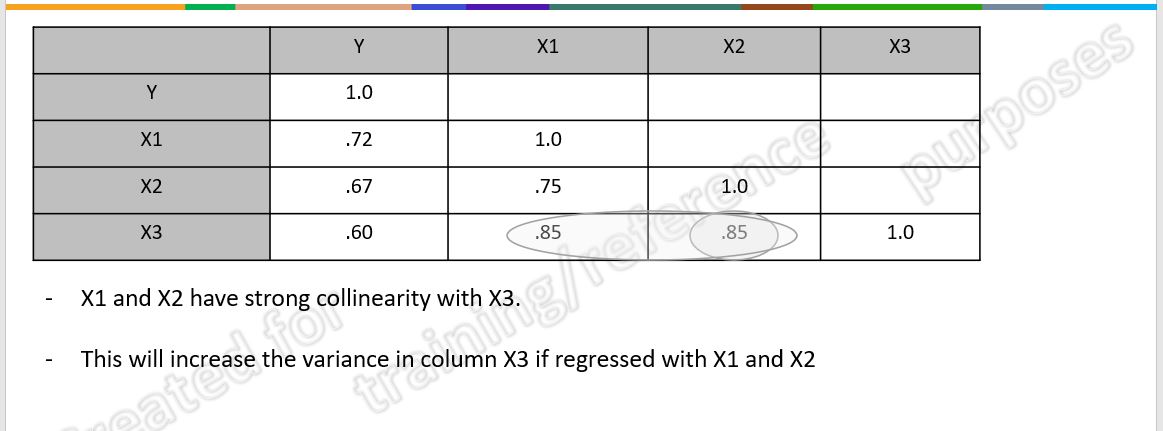 Y X1 X2 X3
Y 1.0
X1 .72 1.0
X2 .67 .75 1.0
X3 .60 .85 .85 1.0
- X1 and X2 have strong collinearity with X3.
- This will increase the variance in column X3 if regressed with X1 and X2
for
training/reference
purposes